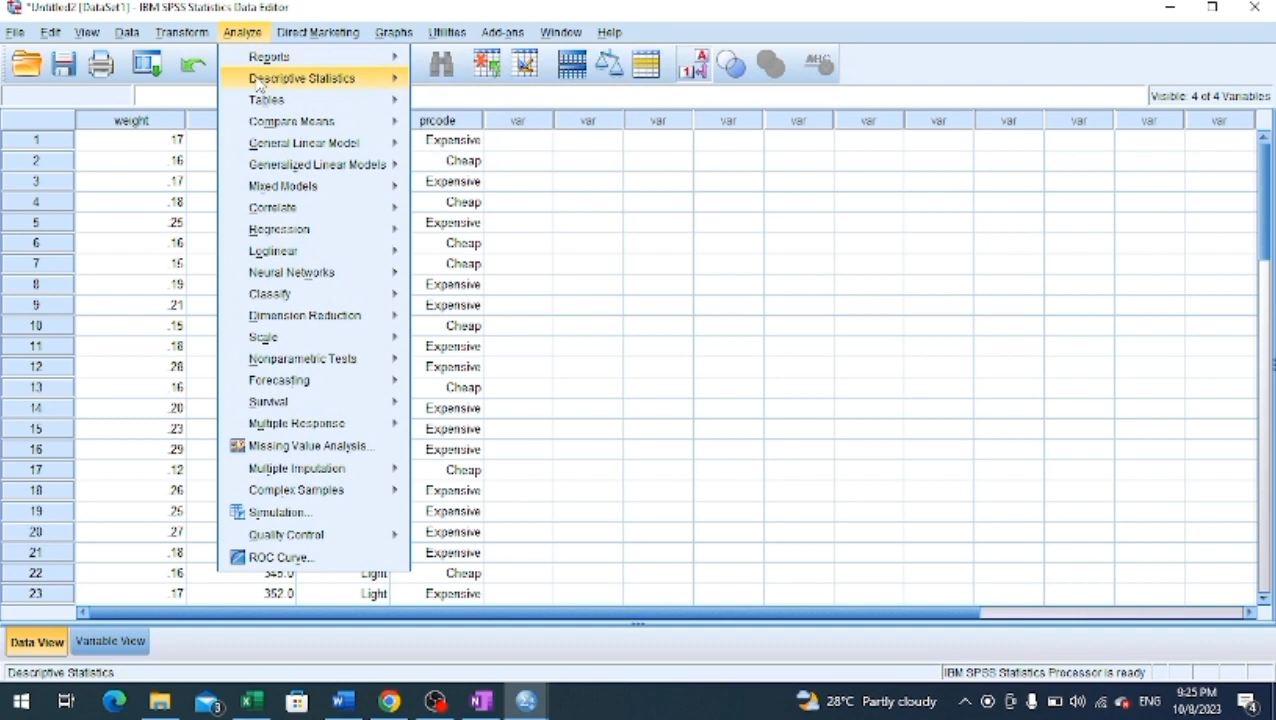 *Untitled2 [DataSet1] - IBM SPSS Statistics Data Editor
File Edit View Data Transform Analyze Direct Marketing Graphs Utilities Add-ons Window Help
Reports
Descriptive Statistics
Tables
Compare Means
General Linear Model
Generalized Linear Models
Mixed Models
Correlate
Regression
Loglinear
Neural Networks
Classify
Dimension Reduction
Scale
Nonparametric Tests
Forecasting
Survival
Multiple Response
Missing Value Analysis...
Multiple Imputation
Complex Samples
Simulation...
Quality Control
ROC Curve...
Visible: 4 of 4 Variables
weight prcode var var var var var var var var var var var
1 .17 Expensive
2 .16 Cheap
3 .17 Expensive
4 .18 Cheap
5 .25 Expensive
6 .16 Cheap
7 .15 Cheap
8 .19 Expensive
9 .21 Expensive
10 .15 Cheap
11 .18 Expensive
12 .28 Expensive
13 .16 Cheap
14 .20 Expensive
15 .23 Expensive
16 .29 Expensive
17 .12 Cheap
18 .26 Expensive
19 .25 Expensive
20 .27 Expensive
21 .18 Expensive
22 .16 345.0 Light Cheap
23 .17 352.0 Light Expensive
Data View Variable View
Descriptive Statistics IBM SPSS Statistics Processor is ready
28°C Partly cloudy ENG 9:25 PM
10/8/2023
3
4